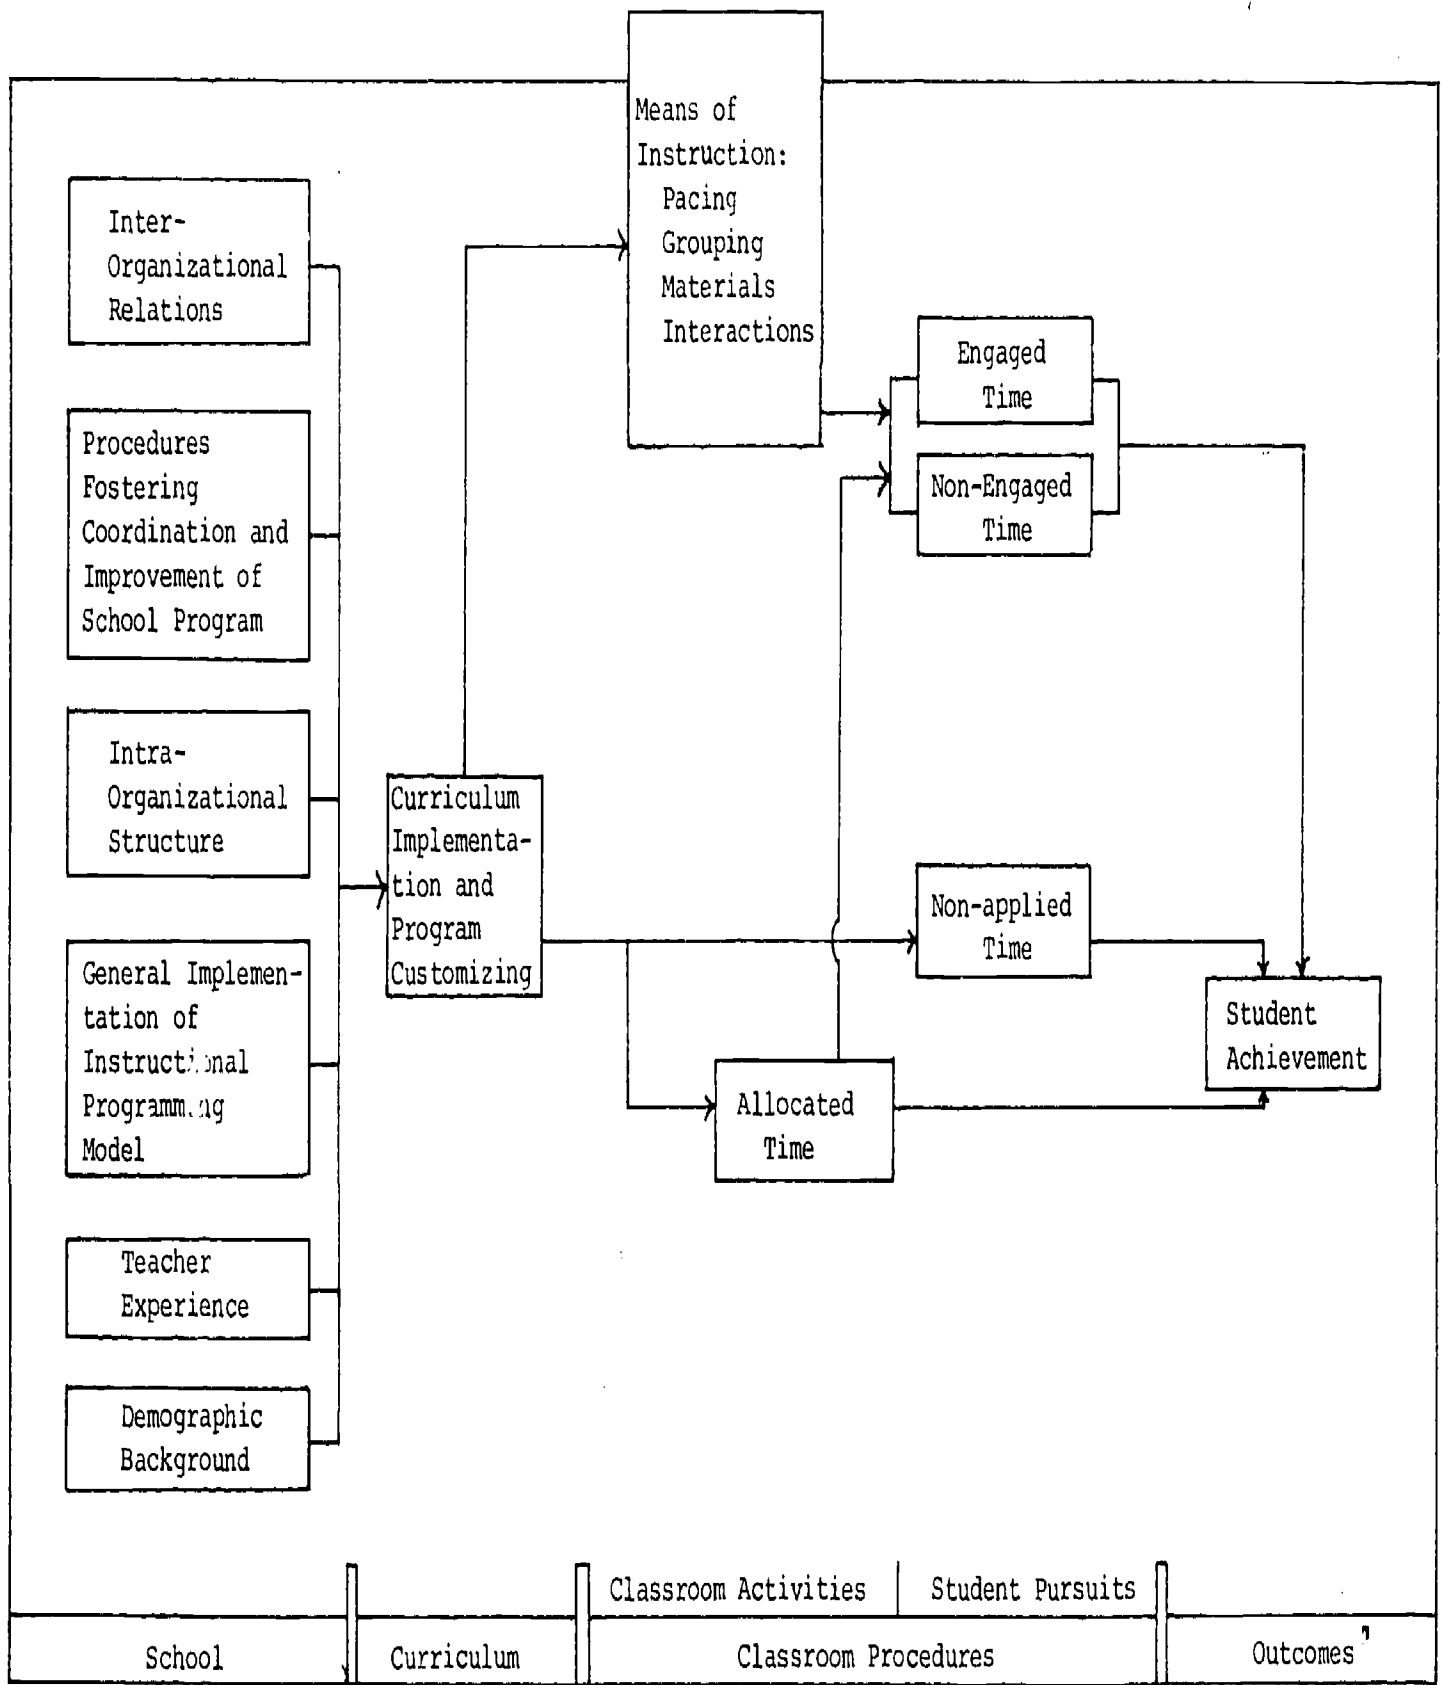 Means of
Instruction:
Pacing
Grouping
Materials
Interactions
Inter-
Organizational
Relations
Procedures
Fostering
Coordination and
Improvement of
School Program
Intra-
Organizational
Structure
General Implemen-
tation of
Instructional
Programming
Model
Teacher
Experience
Demographic
Background
Curriculum
Implementa-
tion and
Program
Customizing
Engaged
Time
Non-Engaged
Time
Non-applied
Time
Allocated
Time
Student
Achievement
Classroom Activities
Student Pursuits
School
Curriculum
Classroom Procedures
Outcomes